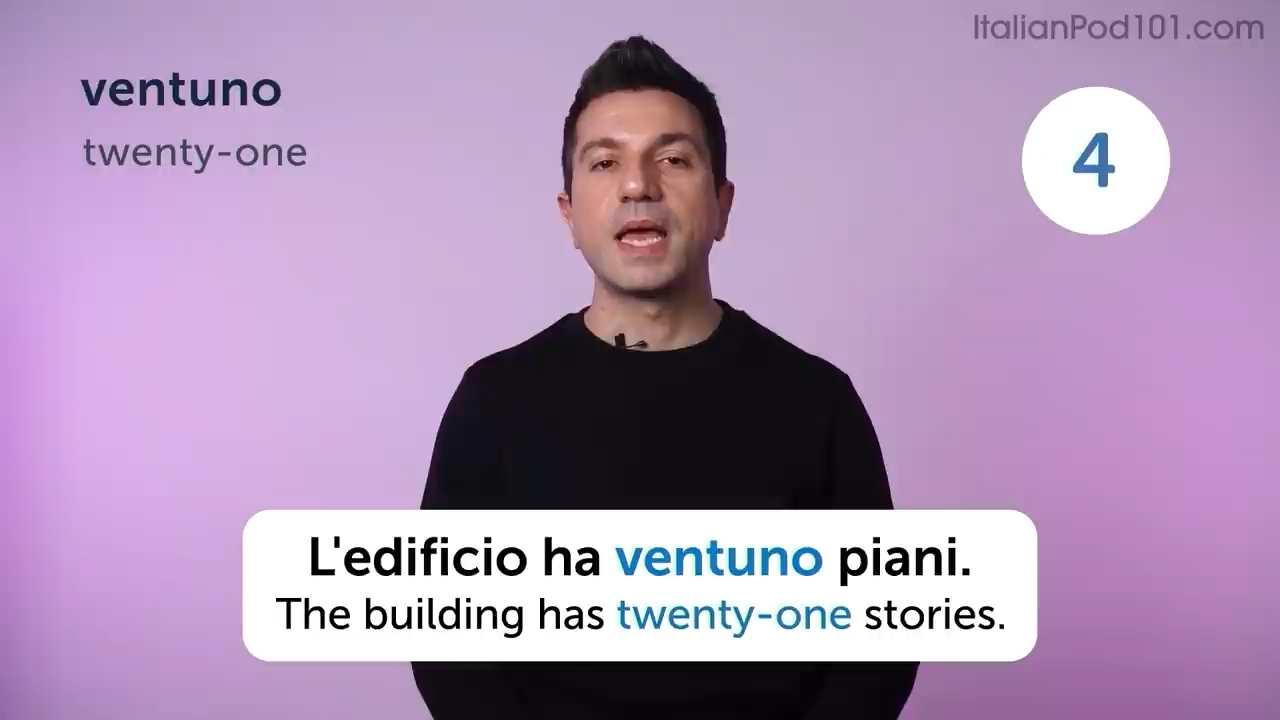 ItalianPod101.com
ventuno
twenty-one
4
L'edificio ha ventuno piani.
The building has twenty-one stories.